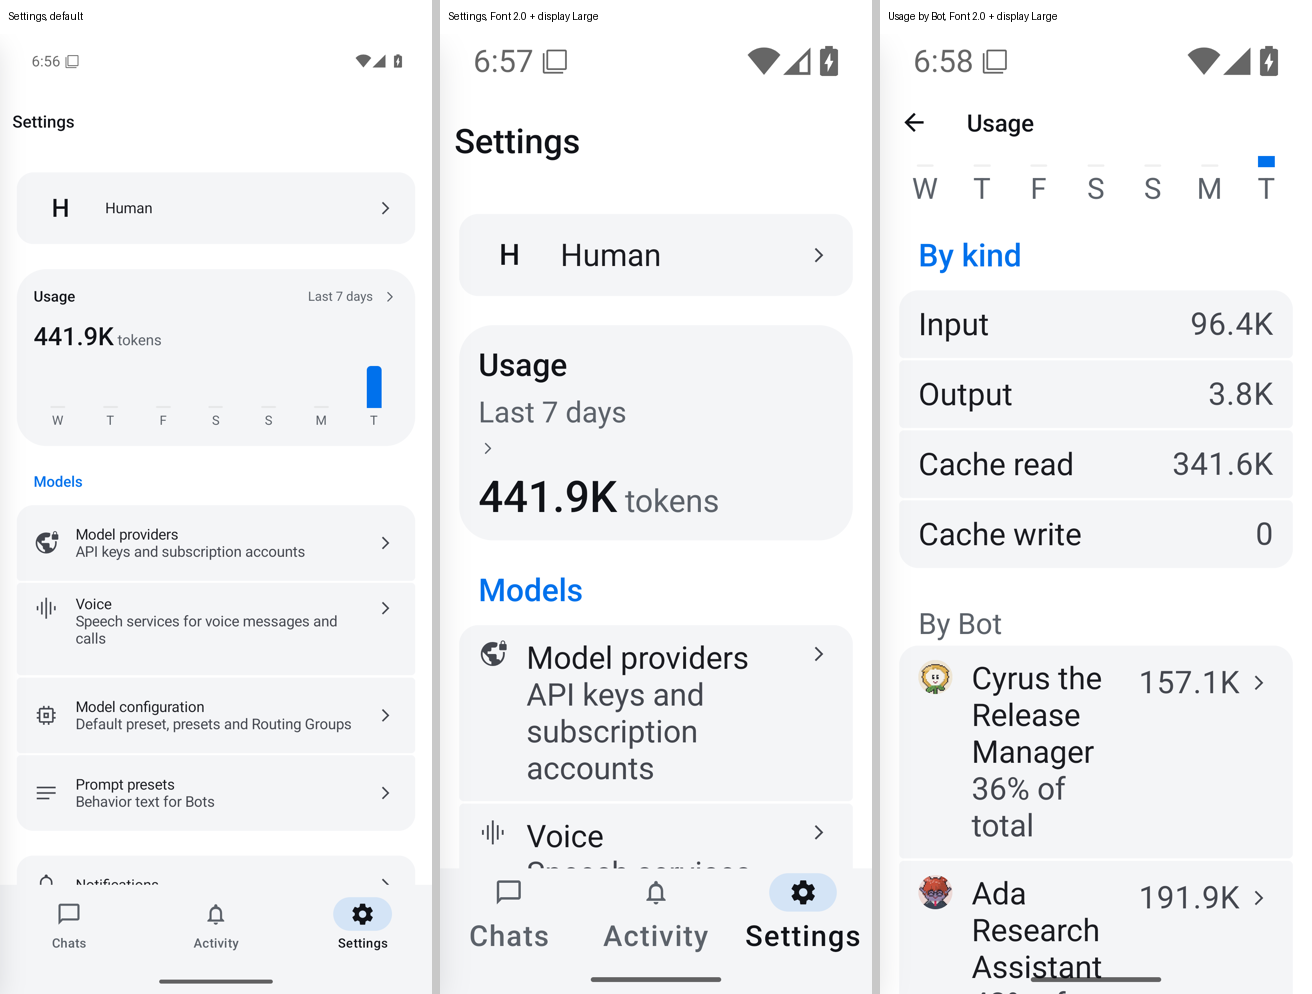 Settings, default
6:56
Settings
H Human
Usage Last 7 days
441.9K tokens
W T F S S M T
Models
Model providers
API keys and subscription accounts
Voice
Speech services for voice messages and
calls
Model configuration
Default preset, presets and Routing Groups
Prompt presets
Behavior text for Bots
Notifications
Chats Activity Settings
Settings, Font 2.0 + display Large
6:57
Settings
H Human
Usage
Last 7 days
441.9K tokens
Models
Model providers
API keys and
subscription
accounts
Voice
Speech services
Chats Activity Settings
Usage by Bot, Font 2.0 + display Large
6:58
Usage
W T F S S M T
By kind
Input 96.4K
Output 3.8K
Cache read 341.6K
Cache write 0
By Bot
Cyrus the 157.1K
Release
Manager
36% of
total
Ada 191.9K
Research
Assistant